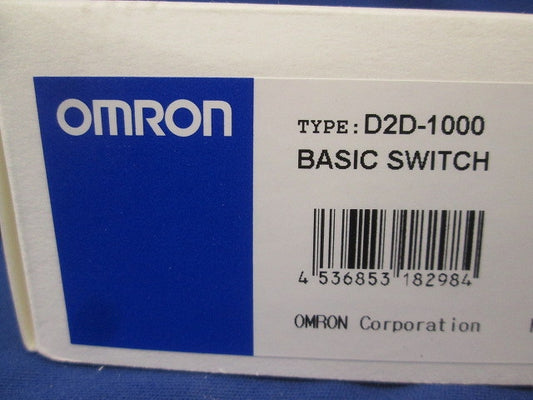 OMRON
TYPE: D2D-1000
BASIC SWITCH
4 536853 182984
OMRON Corporation